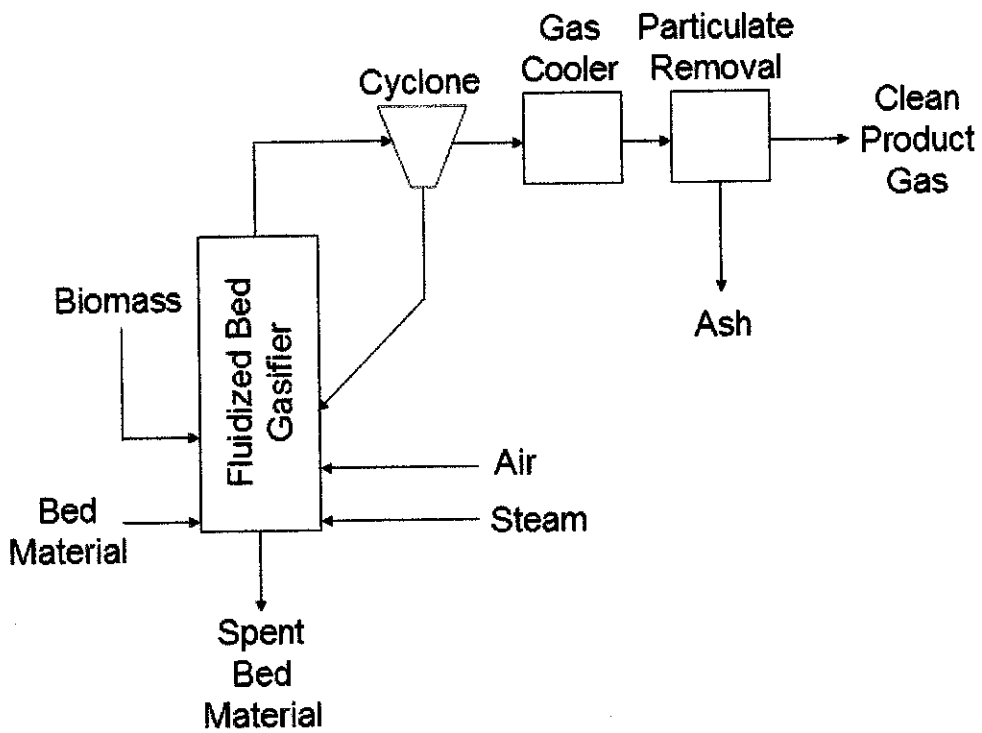 Gas
Cooler
Particulate
Removal
Cyclone
Clean
Product
Gas
Biomass
Fluidized Bed
Gasifier
Ash
Air
Bed
Material
Steam
Spent
Bed
Material